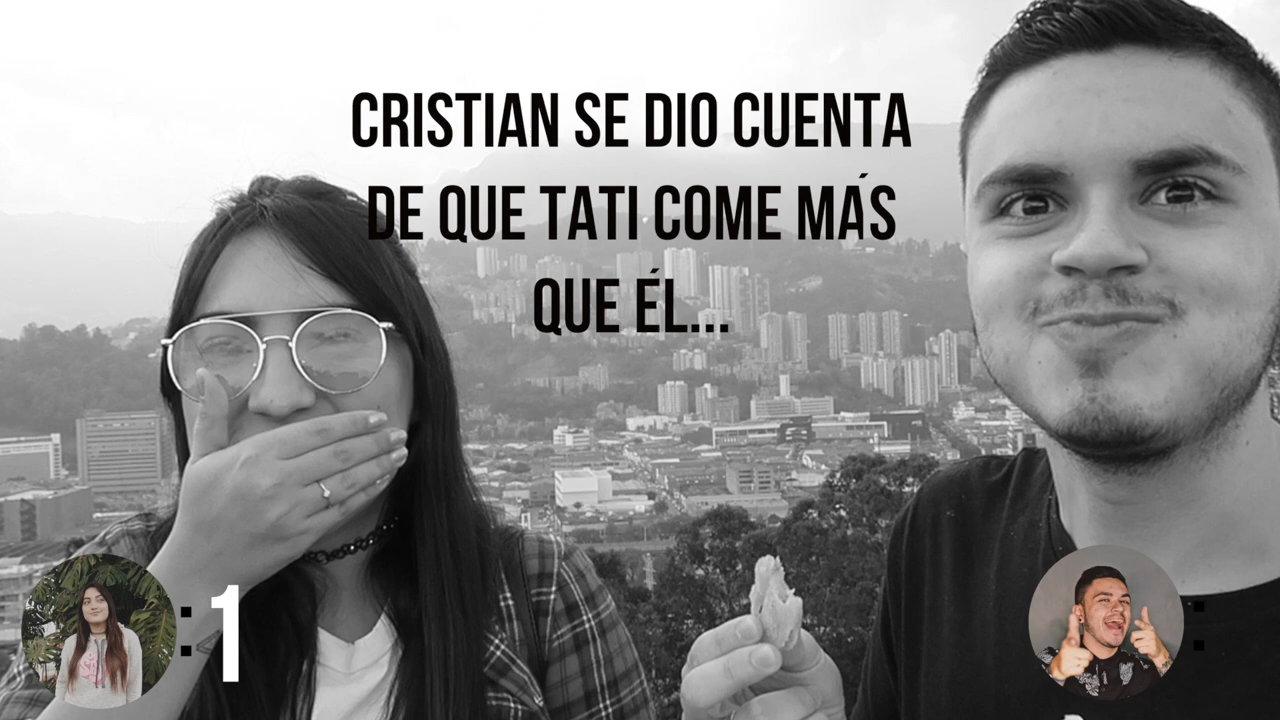 CRISTIAN SE DIO CUENTA
DE QUE TATI COME MÁS
QUE ÉL...
:1
: